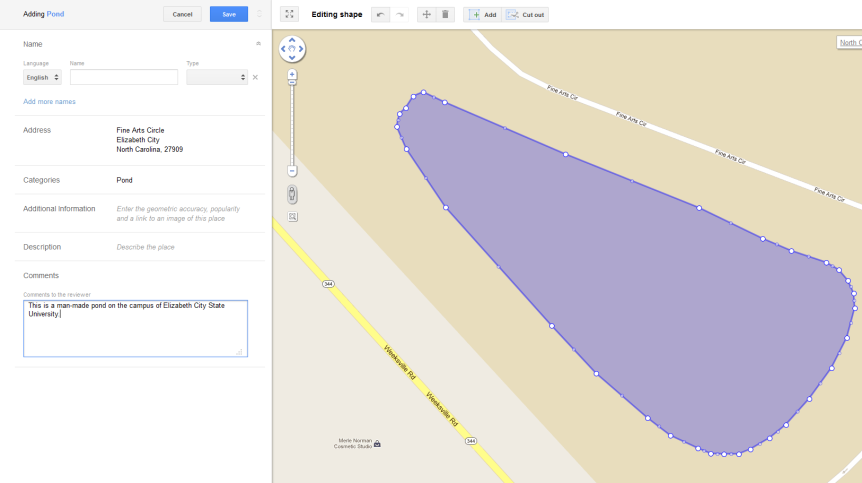 Adding Pond
Cancel
Save
Editing shape
Add
Cut out
Name
Language
Name
Type
English
Add more names
Address
Fine Arts Circle
Elizabeth City
North Carolina, 27909
Categories
Pond
Additional Information
Enter the geometric accuracy, popularity
and a link to an image of this place
Description
Describe the place
Comments
Comments to the reviewer
This is a man-made pond on the campus of Elizabeth City State
University.
North C
Fine Arts Cir
Fine Arts Cir
Fine Arts Cir
Fine Arts Cir
344
Weeksville Rd
Weeksville Rd
344
Merle Norman
Cosmetic Studio